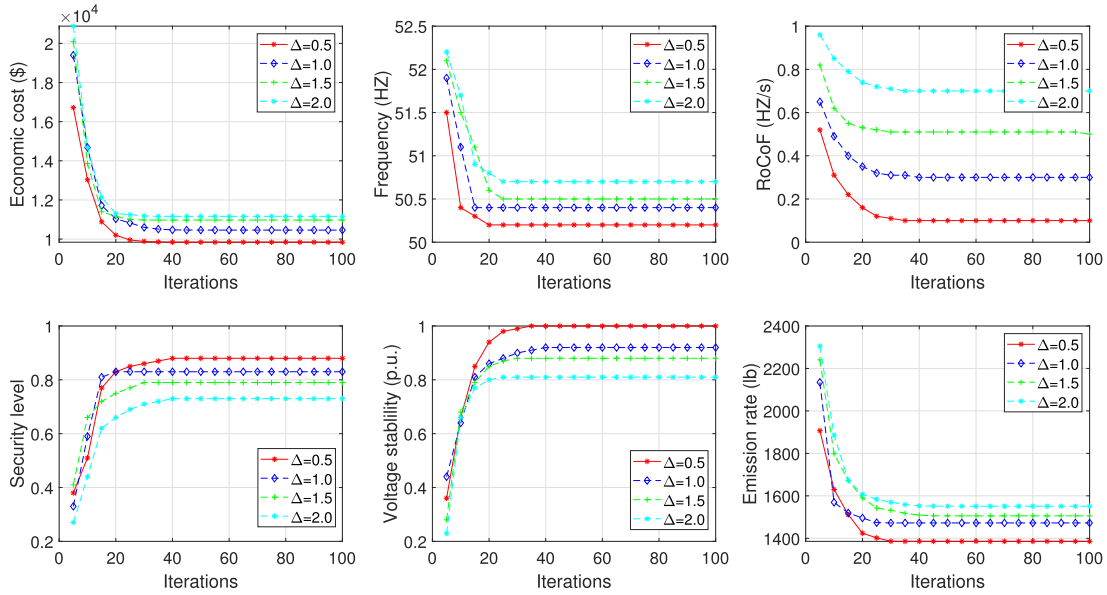 ×10⁴
2
1.8
1.6
1.4
1.2
1
0 20 40 60 80 100
Economic cost ($)
Iterations
Δ=0.5
Δ=1.0
Δ=1.5
Δ=2.0
52.5
52
51.5
51
50.5
50
0 20 40 60 80 100
Frequency (HZ)
Iterations
Δ=0.5
Δ=1.0
Δ=1.5
Δ=2.0
1
0.8
0.6
0.4
0.2
0
0 20 40 60 80 100
RoCoF (HZ/s)
Iterations
Δ=0.5
Δ=1.0
Δ=1.5
Δ=2.0
1
0.8
0.6
0.4
0.2
0 20 40 60 80 100
Security level
Iterations
Δ=0.5
Δ=1.0
Δ=1.5
Δ=2.0
1
0.8
0.6
0.4
0.2
0 20 40 60 80 100
Voltage stability (p.u.)
Iterations
Δ=0.5
Δ=1.0
Δ=1.5
Δ=2.0
2400
2200
2000
1800
1600
1400
0 20 40 60 80 100
Emission rate (lb)
Iterations
Δ=0.5
Δ=1.0
Δ=1.5
Δ=2.0